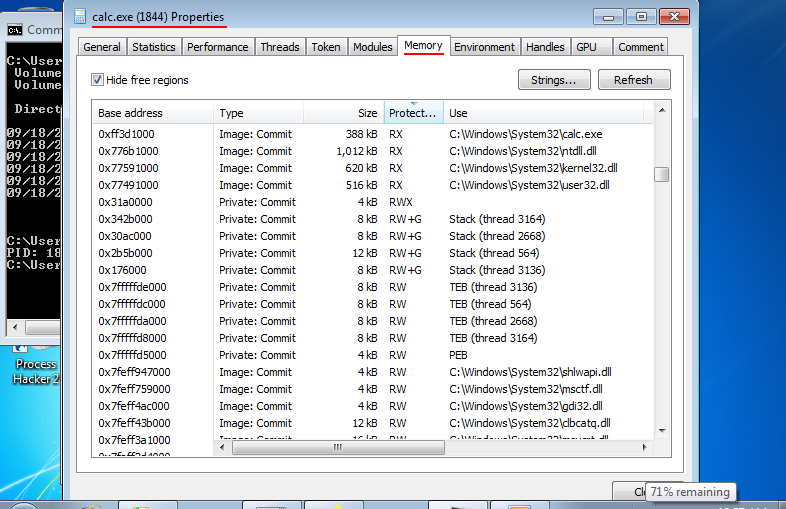 calc.exe (1844) Properties
Comm
C:\User
Volume
Volume
Direct
09/18/2
09/18/2
09/18/2
09/18/2
09/18/2
09/18/2
C:\User
PID: 18
C:\User
Process
Hacker 2
General Statistics Performance Threads Token Modules Memory Environment Handles GPU Comment
Hide free regions Strings... Refresh
Base address Type Size Protect... Use
0xff3d1000 Image: Commit 388 kB RX C:\Windows\System32\calc.exe
0x776b1000 Image: Commit 1,012 kB RX C:\Windows\System32\ntdll.dll
0x77591000 Image: Commit 620 kB RX C:\Windows\System32\kernel32.dll
0x77491000 Image: Commit 516 kB RX C:\Windows\System32\user32.dll
0x31a0000 Private: Commit 4 kB RWX
0x342b000 Private: Commit 8 kB RW+G Stack (thread 3164)
0x30ac000 Private: Commit 8 kB RW+G Stack (thread 2668)
0x2b5b000 Private: Commit 12 kB RW+G Stack (thread 564)
0x176000 Private: Commit 8 kB RW+G Stack (thread 3136)
0x7fffffde000 Private: Commit 8 kB RW TEB (thread 3136)
0x7fffffdc000 Private: Commit 8 kB RW TEB (thread 564)
0x7fffffda000 Private: Commit 8 kB RW TEB (thread 2668)
0x7fffffd8000 Private: Commit 8 kB RW TEB (thread 3164)
0x7fffffd5000 Private: Commit 4 kB RW PEB
0x7feff947000 Image: Commit 4 kB RW C:\Windows\System32\shlwapi.dll
0x7feff759000 Image: Commit 4 kB RW C:\Windows\System32\msctf.dll
0x7feff4ac000 Image: Commit 4 kB RW C:\Windows\System32\gdi32.dll
0x7feff43b000 Image: Commit 12 kB RW C:\Windows\System32\clbcatq.dll
0x7feff3a1000 Image: Commit 16 kB RW C:\Windows\System32\msvcrt.dll
71% remaining